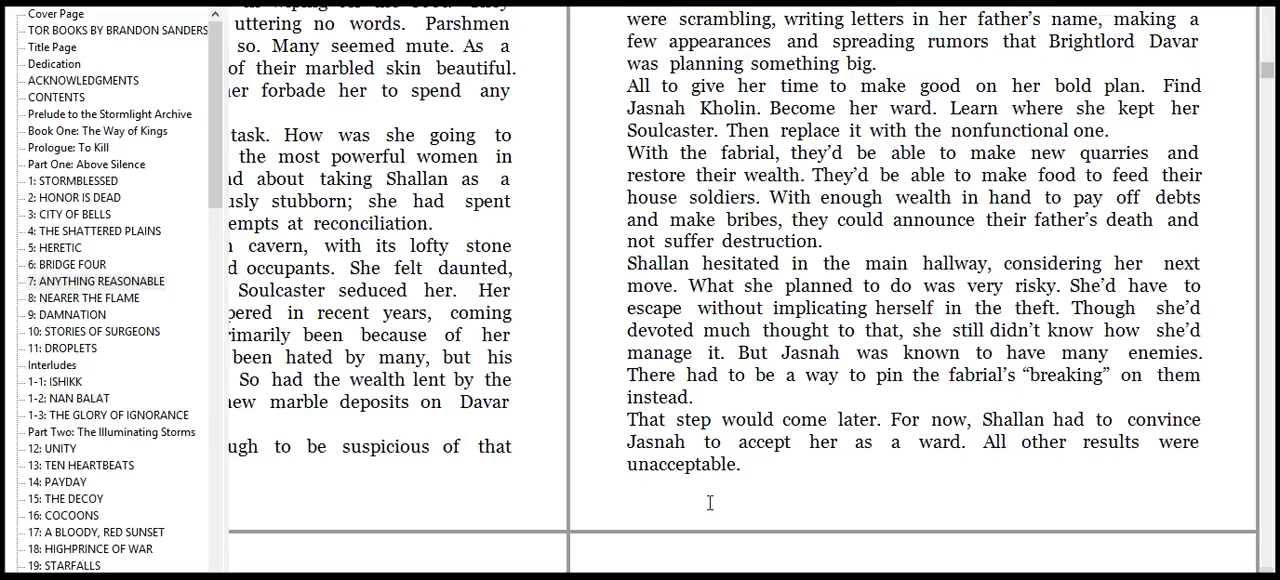 Cover Page
TOR BOOKS BY BRANDON SANDERS
Title Page
Dedication
ACKNOWLEDGMENTS
CONTENTS
Prelude to the Stormlight Archive
Book One: The Way of Kings
Prologue: To Kill
Part One: Above Silence
1: STORMBLESSED
2: HONOR IS DEAD
3: CITY OF BELLS
4: THE SHATTERED PLAINS
5: HERETIC
6: BRIDGE FOUR
7: ANYTHING REASONABLE
8: NEARER THE FLAME
9: DAMNATION
10: STORIES OF SURGEONS
11: DROPLETS
Interludes
1-1: ISHIKK
1-2: NAN BALAT
1-3: THE GLORY OF IGNORANCE
Part Two: The Illuminating Storms
12: UNITY
13: TEN HEARTBEATS
14: PAYDAY
15: THE DECOY
16: COCOONS
17: A BLOODY, RED SUNSET
18: HIGHPRINCE OF WAR
19: STARFALLS
uttering no words. Parshmen
so. Many seemed mute. As a
of their marbled skin beautiful.
her forbade her to spend any
task. How was she going to
the most powerful women in
nd about taking Shallan as a
usly stubborn; she had spent
empts at reconciliation.
n cavern, with its lofty stone
d occupants. She felt daunted,
Soulcaster seduced her. Her
pered in recent years, coming
rimarily been because of her
been hated by many, but his
So had the wealth lent by the
new marble deposits on Davar
ugh to be suspicious of that
were scrambling, writing letters in her father's name, making a
few appearances and spreading rumors that Brightlord Davar
was planning something big.
All to give her time to make good on her bold plan. Find
Jasnah Kholin. Become her ward. Learn where she kept her
Soulcaster. Then replace it with the nonfunctional one.
With the fabrial, they'd be able to make new quarries and
restore their wealth. They'd be able to make food to feed their
house soldiers. With enough wealth in hand to pay off debts
and make bribes, they could announce their father's death and
not suffer destruction.
Shallan hesitated in the main hallway, considering her next
move. What she planned to do was very risky. She'd have to
escape without implicating herself in the theft. Though she'd
devoted much thought to that, she still didn't know how she'd
manage it. But Jasnah was known to have many enemies.
There had to be a way to pin the fabrial's “breaking” on them
instead.
That step would come later. For now, Shallan had to convince
Jasnah to accept her as a ward. All other results were
unacceptable.